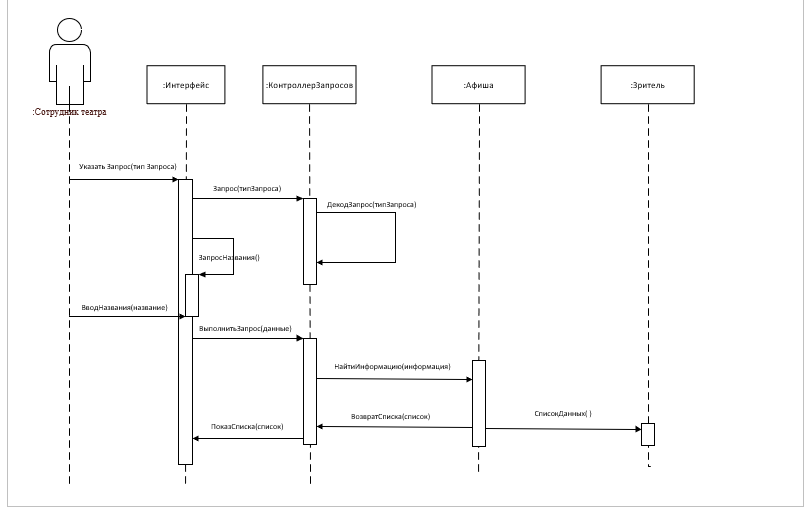 :Интерфейс
:КонтроллерЗапросов
:Афиша
:Зритель
:Сотрудник театра
Указать Запрос(тип Запроса)
Запрос(типЗапроса)
ДекодЗапрос(типЗапроса)
ЗапросНазвания()
ВводНазвания(название)
ВыполнитьЗапрос(данные)
НайтиИнформацию(информация)
СписокДанных( )
ВозвратСписка(список)
ПоказСписка(список)